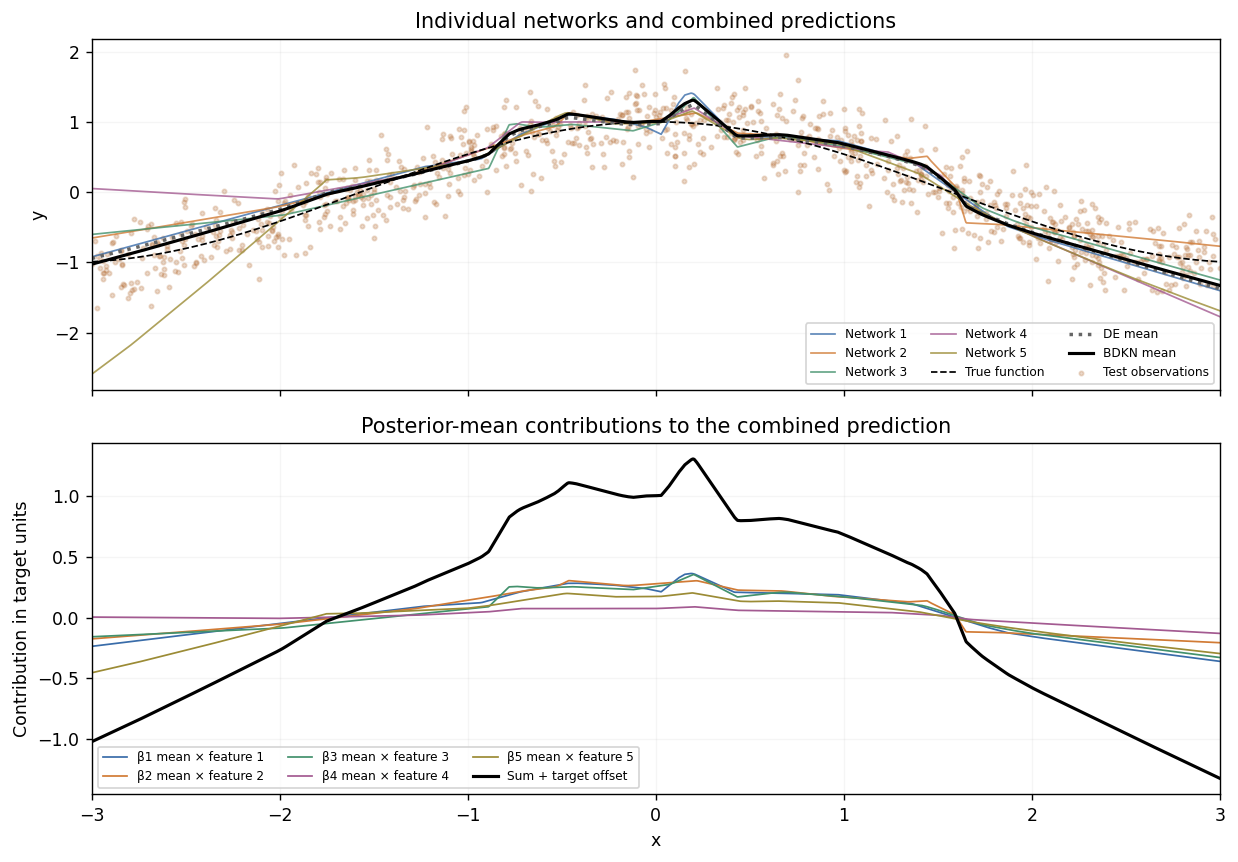 Individual networks and combined predictions
2
1
0
−1
−2
y
Network 1
Network 2
Network 3
Network 4
Network 5
True function
DE mean
BDKN mean
Test observations
Posterior-mean contributions to the combined prediction
1.0
0.5
0.0
−0.5
−1.0
Contribution in target units
β1 mean × feature 1
β2 mean × feature 2
β3 mean × feature 3
β4 mean × feature 4
β5 mean × feature 5
Sum + target offset
−3
−2
−1
0
1
2
3
x